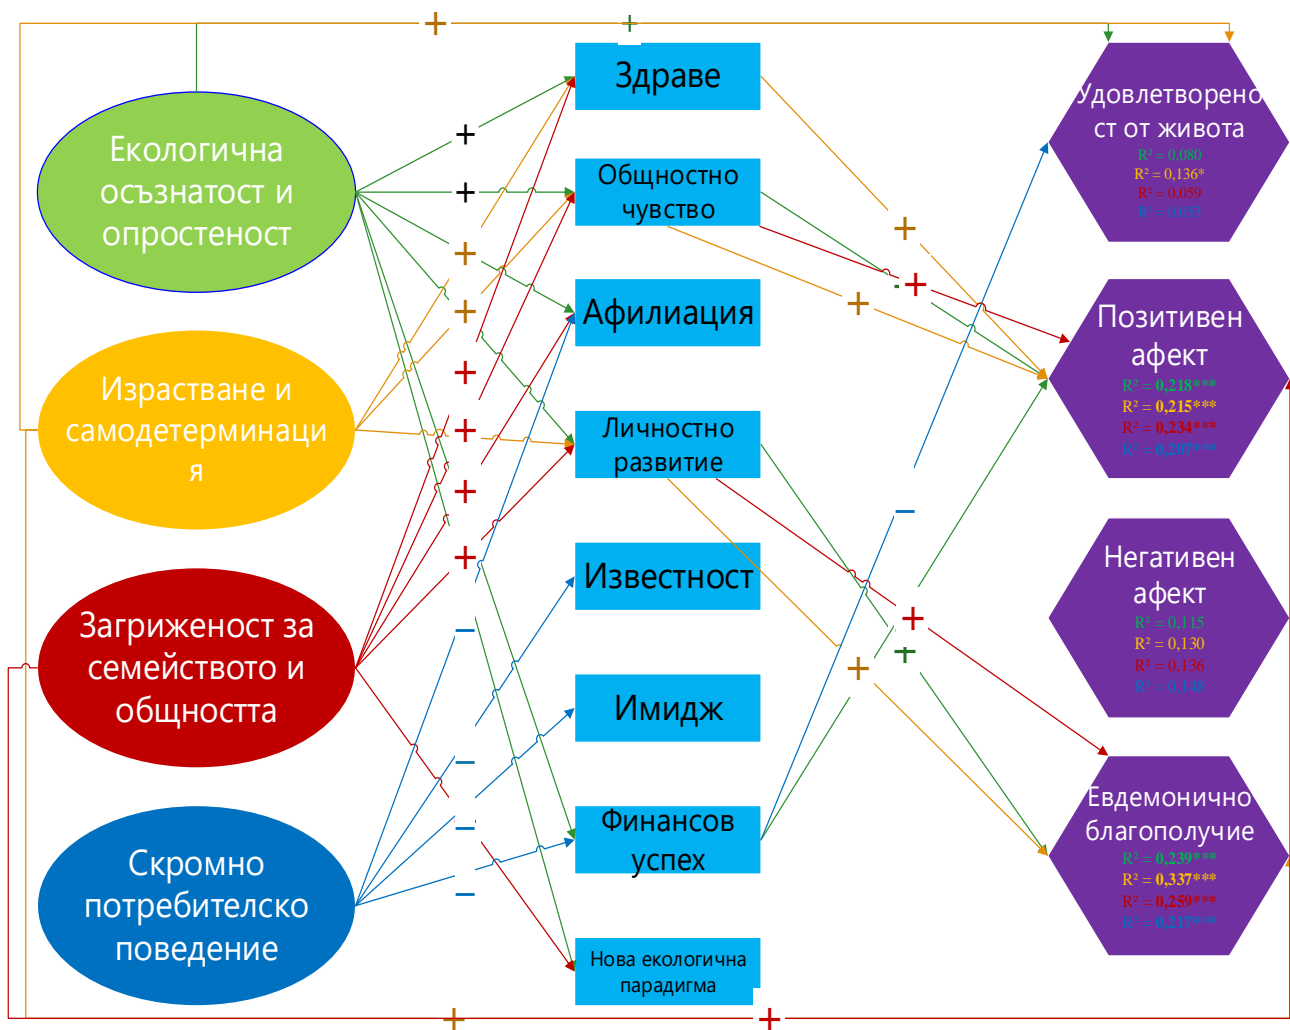 Екологична
осъзнатост и
опростеност
Израстване и
самодетерминаци
я
Загриженост за
семейството и
общността
Скромно
потребителско
поведение
Здраве
Общностно
чувство
Афилиация
Личностно
развитие
Известност
Имидж
Финансов
успех
Нова екологична
парадигма
Удовлетворено
ст от живота
R² = 0,080
R² = 0,136*
R² = 0,059
R² = 0,053
Позитивен
афект
R² = 0,218***
R² = 0,215***
R² = 0,234***
R² = 0,207***
Негативен
афект
R² = 0,115
R² = 0,130
R² = 0,136
R² = 0,148
Евдемонично
благополучие
R² = 0,239***
R² = 0,337***
R² = 0,259***
R² = 0,217***